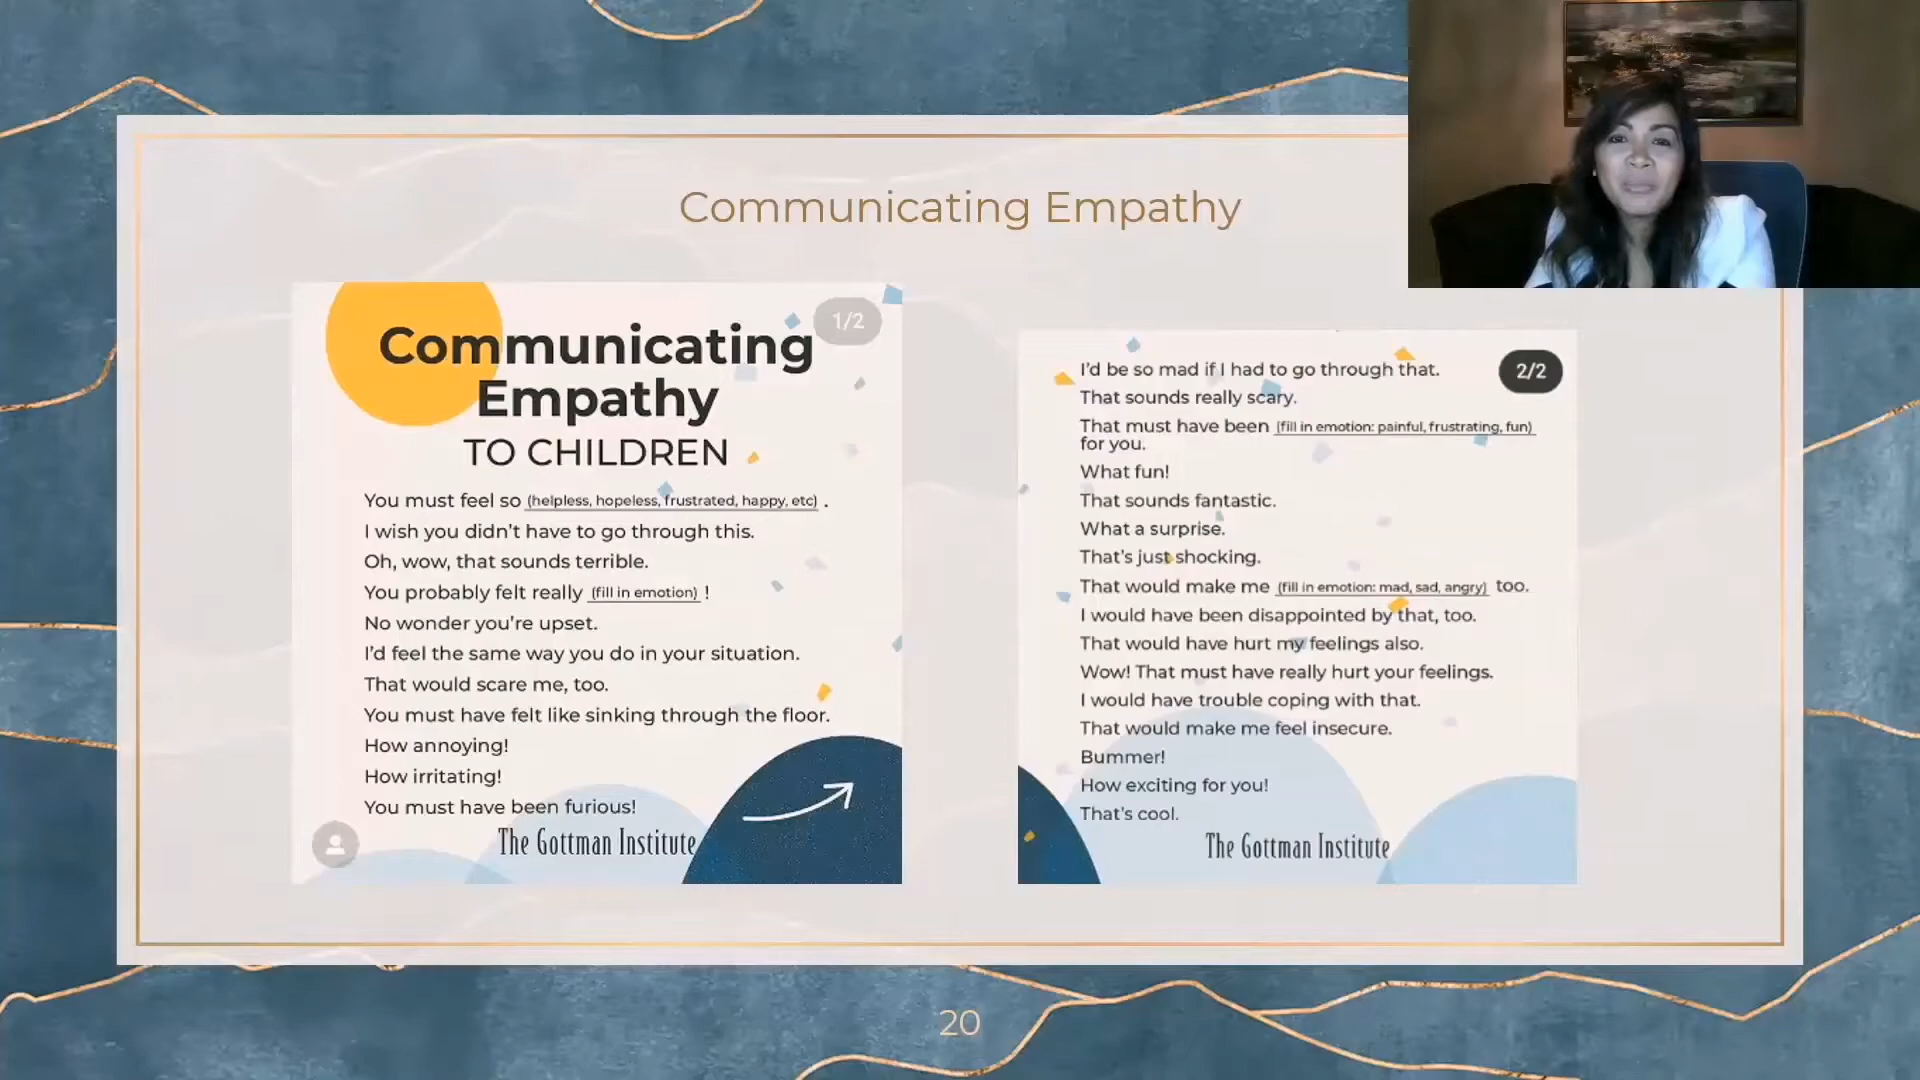 Communicating Empathy
1/2
Communicating
Empathy
TO CHILDREN
You must feel so (helpless, hopeless, frustrated, happy, etc) .
I wish you didn't have to go through this.
Oh, wow, that sounds terrible.
You probably felt really (fill in emotion) !
No wonder you're upset.
I'd feel the same way you do in your situation.
That would scare me, too.
You must have felt like sinking through the floor.
How annoying!
How irritating!
You must have been furious!
The Gottman Institute
2/2
I'd be so mad if I had to go through that.
That sounds really scary.
That must have been (fill in emotion: painful, frustrating, fun)
for you.
What fun!
That sounds fantastic.
What a surprise.
That's just shocking.
That would make me (fill in emotion: mad, sad, angry) too.
I would have been disappointed by that, too.
That would have hurt my feelings also.
Wow! That must have really hurt your feelings.
I would have trouble coping with that.
That would make me feel insecure.
Bummer!
How exciting for you!
That's cool.
The Gottman Institute
20